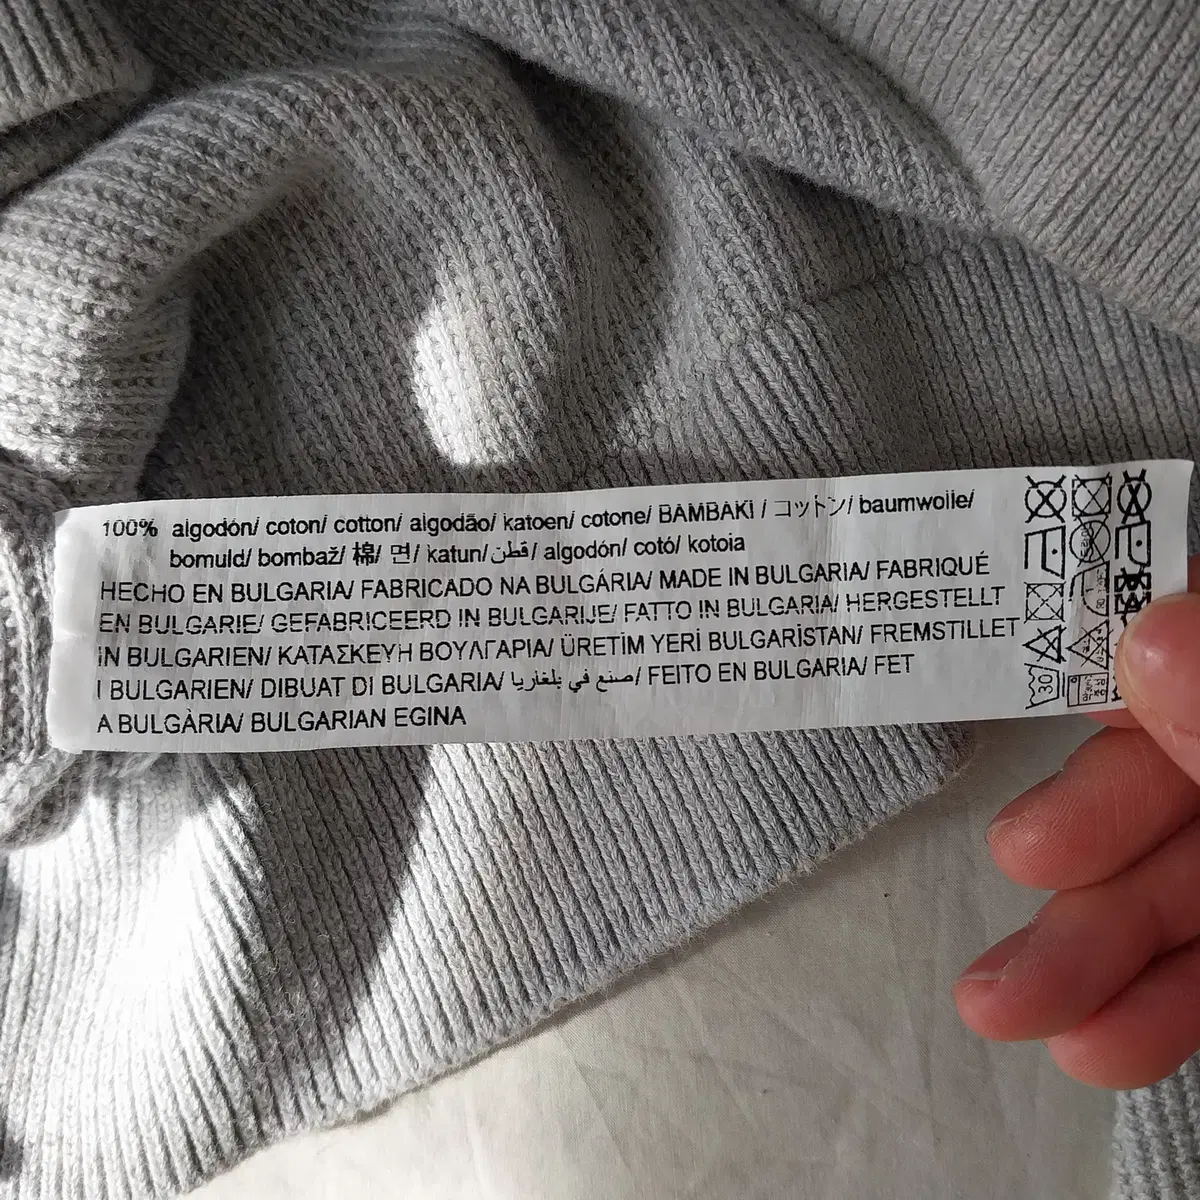 100% algodón/ coton/ cotton/ algodão/ katoen/ cotone/ ΒΑΜΒΑΚΙ / コットン/ baumwolle/
bomuld/ bombaž/ 棉/ 면/ katun/ قطن/ algodón/ cotó/ kotoia
HECHO EN BULGARIA/ FABRICADO NA BULGÁRIA/ MADE IN BULGARIA/ FABRIQUÉ
EN BULGARIE/ GEFABRICEERD IN BULGARIJE/ FATTO IN BULGARIA/ HERGESTELLT
IN BULGARIEN/ ΚΑΤΑΣΚΕΥΗ ΒΟΥΛΓΑΡΙΑ/ ÜRETİM YERİ BULGARİSTAN/ FREMSTILLET
I BULGARIEN/ DIBUAT DI BULGARIA/ صنع في بلغاريا/ FEITO EN BULGARIA/ FET
A BULGÀRIA/ BULGARIAN EGINA
30